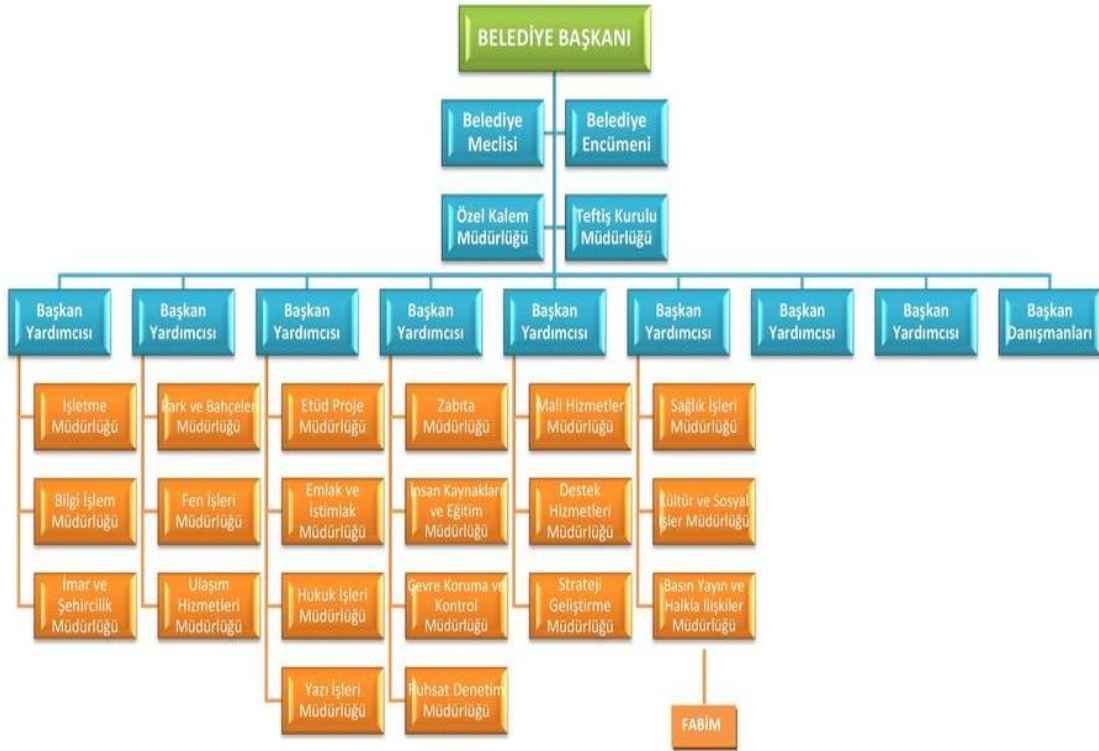 BELEDİYE BAŞKANI
Belediye
Meclisi
Belediye
Encümeni
Özel Kalem
Müdürlüğü
Teftiş Kurulu
Müdürlüğü
Başkan
Yardımcısı
Başkan
Yardımcısı
Başkan
Yardımcısı
Başkan
Yardımcısı
Başkan
Yardımcısı
Başkan
Yardımcısı
Başkan
Yardımcısı
Başkan
Yardımcısı
Başkan
Danışmanları
İşletme
Müdürlüğü
Park ve Bahçeler
Müdürlüğü
Etüd Proje
Müdürlüğü
Zabıta
Müdürlüğü
Mali Hizmetler
Müdürlüğü
Sağlık İşleri
Müdürlüğü
Bilgi İşlem
Müdürlüğü
Fen İşleri
Müdürlüğü
Emlak ve
İstimlak
Müdürlüğü
İnsan Kaynakları
ve Eğitim
Müdürlüğü
Destek
Hizmetleri
Müdürlüğü
Kültür ve Sosyal
İşler Müdürlüğü
İmar ve
Şehircilik
Müdürlüğü
Ulaşım
Hizmetleri
Müdürlüğü
Hukuk İşleri
Müdürlüğü
Çevre Koruma ve
Kontrol
Müdürlüğü
Strateji
Geliştirme
Müdürlüğü
Basın Yayın ve
Halkla İlişkiler
Müdürlüğü
Yazı İşleri
Müdürlüğü
Ruhsat Denetim
Müdürlüğü
FABİM